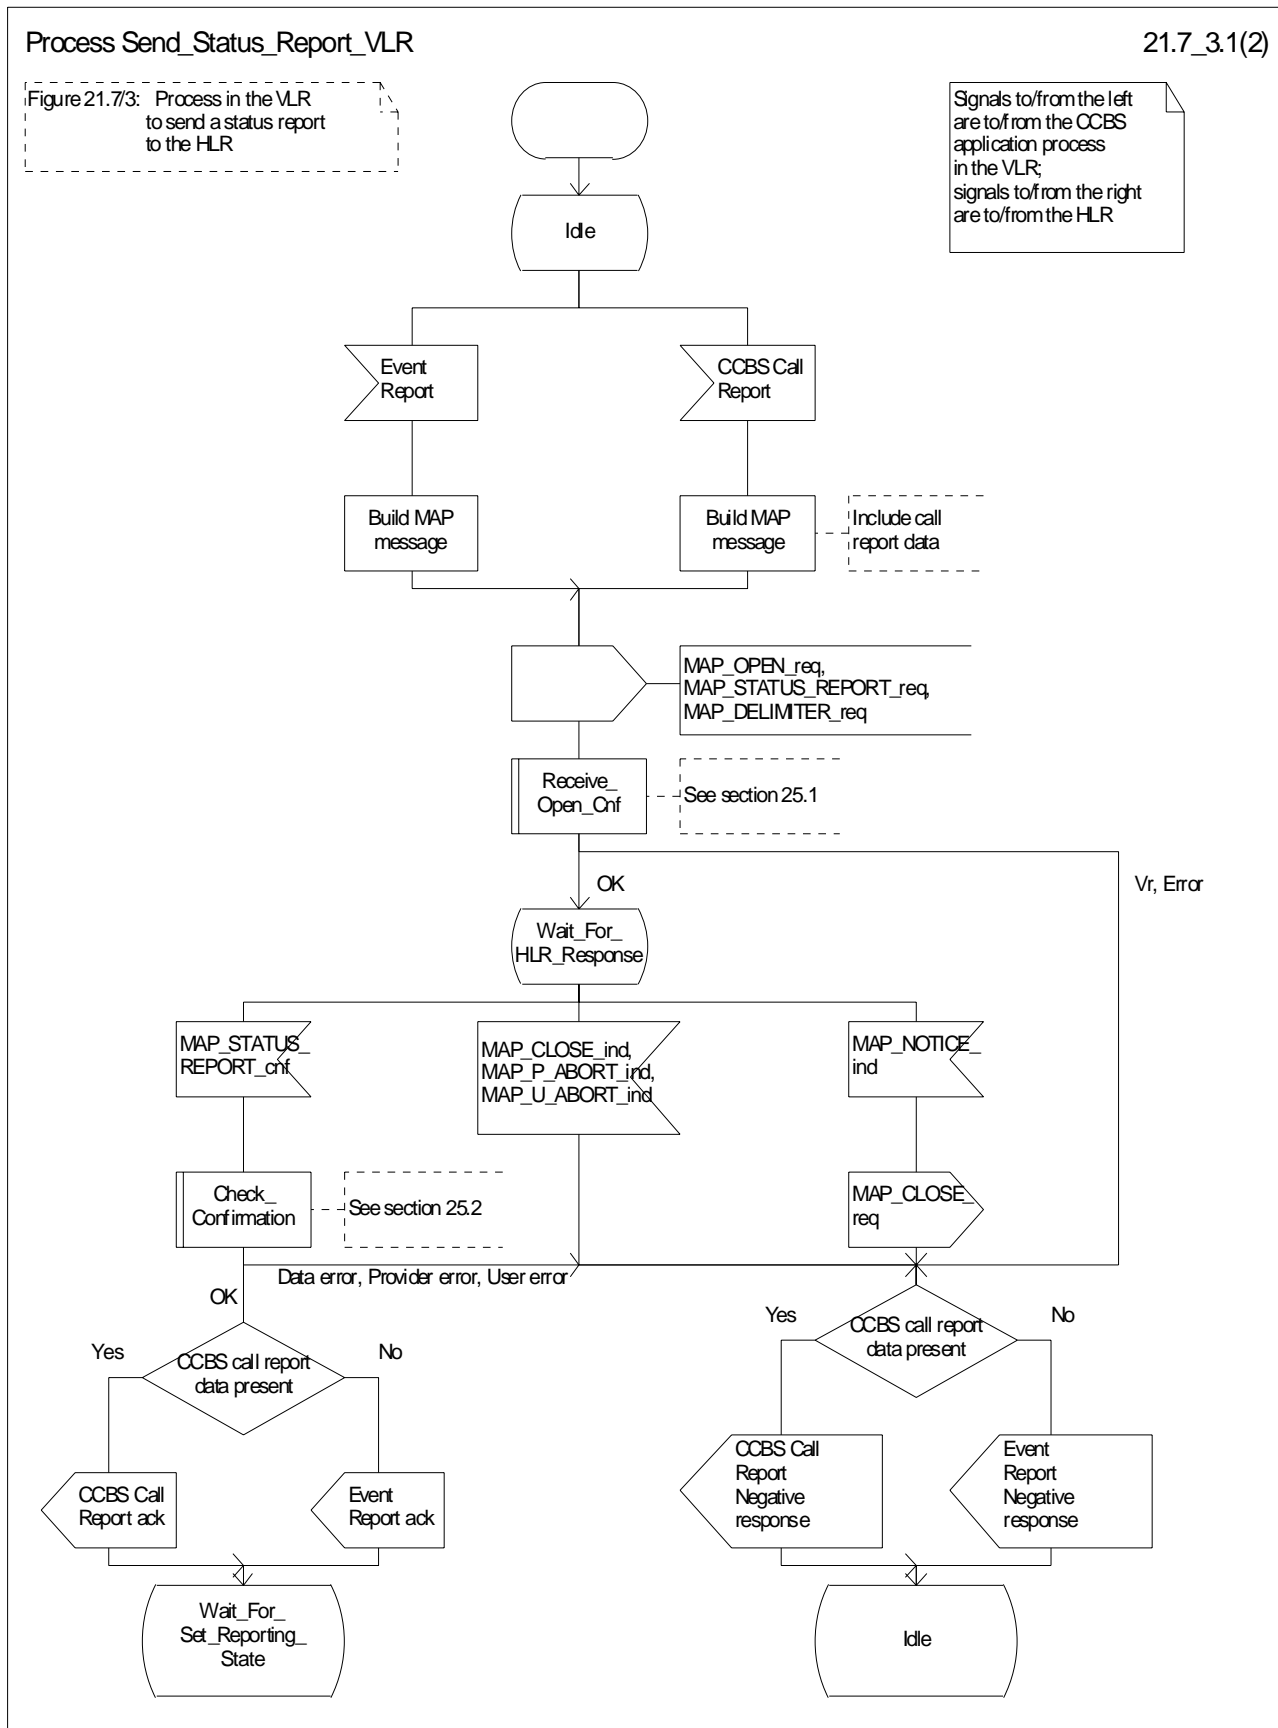 Process Send_Status_Report_VLR
21.7_3.1(2)
Figure 21.7/3: Process in the VLR
to send a status report
to the HLR
Signals to/from the left
are to/from the CCBS
application process
in the VLR;
signals to/from the right
are to/from the HLR
Idle
Event
Report
CCBS Call
Report
Build MAP
message
Build MAP
message
Include call
report data
MAP_OPEN_req,
MAP_STATUS_REPORT_req,
MAP_DELIMITER_req
Receive_
Open_Cnf
See section 25.1
OK
Vr, Error
Wait_For_
HLR_Response
MAP_STATUS_
REPORT_cnf
MAP_CLOSE_ind,
MAP_P_ABORT_ind,
MAP_U_ABORT_ind
MAP_NOTICE_
ind
Check_
Confirmation
See section 25.2
MAP_CLOSE_
req
Data error, Provider error, User error
OK
Yes
CCBS call report
data present
No
Yes
CCBS call report
data present
No
CCBS Call
Report ack
Event
Report ack
CCBS Call
Report
Negative
response
Event
Report
Negative
response
Wait_For_
Set_Reporting_
State
Idle